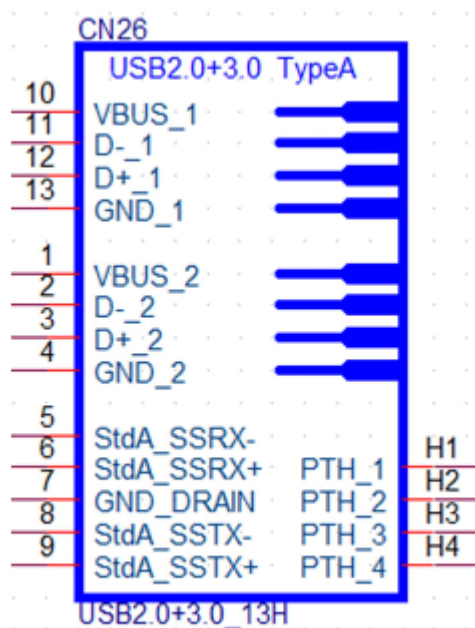 CN26
USB2.0+3.0 TypeA
10 VBUS_1
11 D-_1
12 D+_1
13 GND_1
1 VBUS_2
2 D-_2
3 D+_2
4 GND_2
5 StdA_SSRX-
6 StdA_SSRX+ PTH_1 H1
7 GND_DRAIN PTH_2 H2
8 StdA_SSTX- PTH_3 H3
9 StdA_SSTX+ PTH_4 H4
USB2.0+3.0_13H